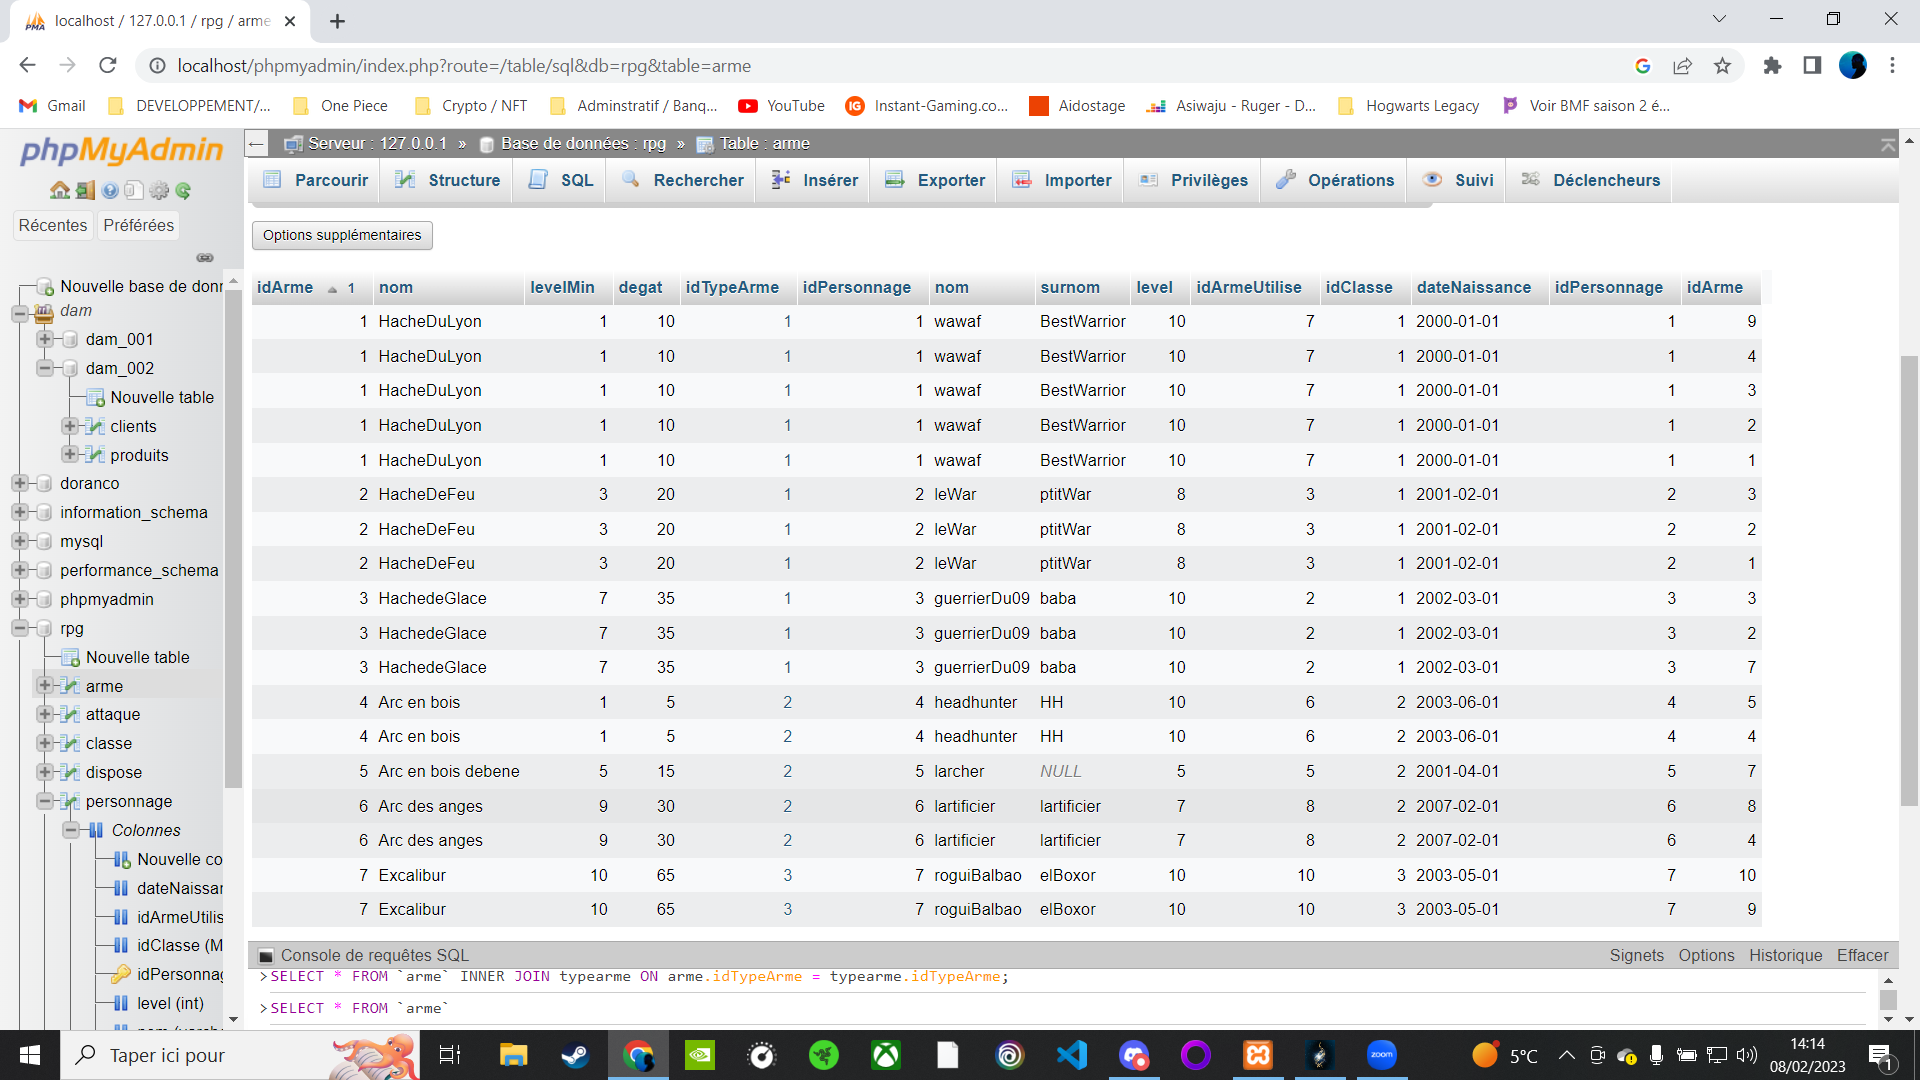 localhost / 127.0.0.1 / rpg / arme
localhost/phpmyadmin/index.php?route=/table/sql&db=rpg&table=arme
Gmail DEVELOPPEMENT/... One Piece Crypto / NFT Adminstratif / Banq... YouTube Instant-Gaming.co... Aidostage Asiwaju - Ruger - D... Hogwarts Legacy Voir BMF saison 2 é...
phpMyAdmin
Récentes Préférées
Nouvelle base de donn
dam
dam_001
dam_002
Nouvelle table
clients
produits
doranco
information_schema
mysql
performance_schema
phpmyadmin
rpg
Nouvelle table
arme
attaque
classe
dispose
personnage
Colonnes
Nouvelle co
dateNaissan
idArmeUtilis
idClasse (M
idPersonnag
level (int)
Serveur : 127.0.0.1 » Base de données : rpg » Table : arme
Parcourir Structure SQL Rechercher Insérer Exporter Importer Privilèges Opérations Suivi Déclencheurs
Options supplémentaires
idArme 1 nom levelMin degat idTypeArme idPersonnage nom surnom level idArmeUtilise idClasse dateNaissance idPersonnage idArme
1 HacheDuLyon 1 10 1 1 wawaf BestWarrior 10 7 1 2000-01-01 1 9
1 HacheDuLyon 1 10 1 1 wawaf BestWarrior 10 7 1 2000-01-01 1 4
1 HacheDuLyon 1 10 1 1 wawaf BestWarrior 10 7 1 2000-01-01 1 3
1 HacheDuLyon 1 10 1 1 wawaf BestWarrior 10 7 1 2000-01-01 1 2
1 HacheDuLyon 1 10 1 1 wawaf BestWarrior 10 7 1 2000-01-01 1 1
2 HacheDeFeu 3 20 1 2 leWar ptitWar 8 3 1 2001-02-01 2 3
2 HacheDeFeu 3 20 1 2 leWar ptitWar 8 3 1 2001-02-01 2 2
2 HacheDeFeu 3 20 1 2 leWar ptitWar 8 3 1 2001-02-01 2 1
3 HachedeGlace 7 35 1 3 guerrierDu09 baba 10 2 1 2002-03-01 3 3
3 HachedeGlace 7 35 1 3 guerrierDu09 baba 10 2 1 2002-03-01 3 2
3 HachedeGlace 7 35 1 3 guerrierDu09 baba 10 2 1 2002-03-01 3 7
4 Arc en bois 1 5 2 4 headhunter HH 10 6 2 2003-06-01 4 5
4 Arc en bois 1 5 2 4 headhunter HH 10 6 2 2003-06-01 4 4
5 Arc en bois debene 5 15 2 5 larcher NULL 5 5 2 2001-04-01 5 7
6 Arc des anges 9 30 2 6 lartificier lartificier 7 8 2 2007-02-01 6 8
6 Arc des anges 9 30 2 6 lartificier lartificier 7 8 2 2007-02-01 6 4
7 Excalibur 10 65 3 7 roguiBalbao elBoxor 10 10 3 2003-05-01 7 10
7 Excalibur 10 65 3 7 roguiBalbao elBoxor 10 10 3 2003-05-01 7 9
Console de requêtes SQL Signets Options Historique Effacer
>SELECT * FROM `arme` INNER JOIN typearme ON arme.idTypeArme = typearme.idTypeArme;
>SELECT * FROM `arme`
Taper ici pour
zoom
5°C
14:14
08/02/2023
1